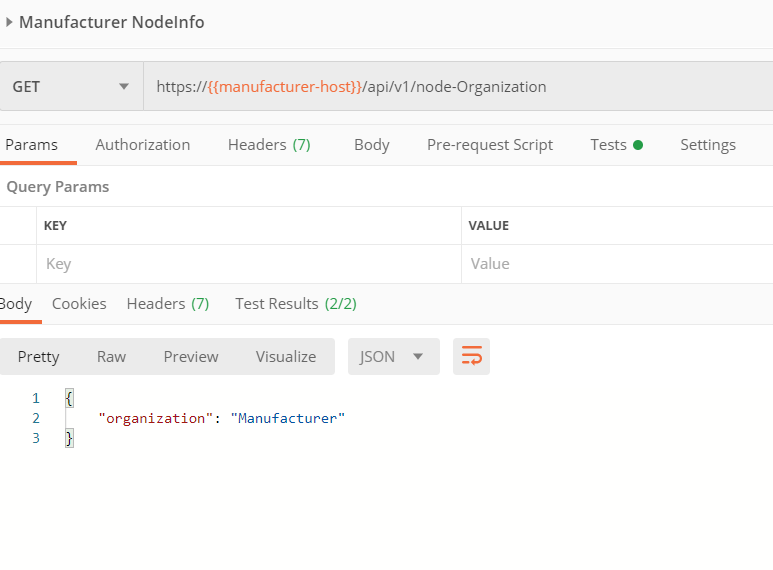 Manufacturer NodeInfo
GET https://{{manufacturer-host}}/api/v1/node-Organization
Params Authorization Headers (7) Body Pre-request Script Tests Settings
Query Params
KEY VALUE
Key Value
Body Cookies Headers (7) Test Results (2/2)
Pretty Raw Preview Visualize JSON
1 {
2 "organization": "Manufacturer"
3 }